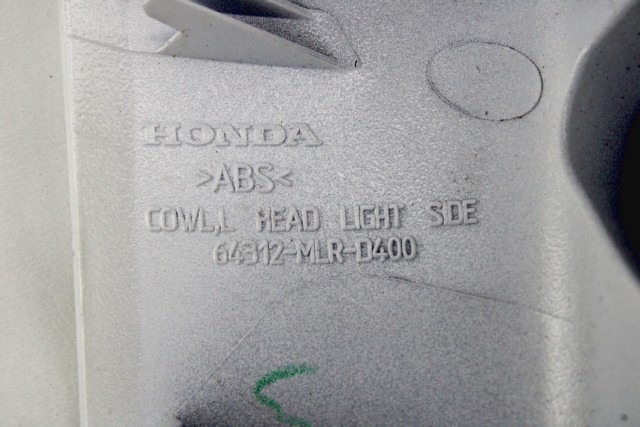 HONDA
>ABS<
COWL,L HEAD LIGHT SDE
64312-MLR-D400